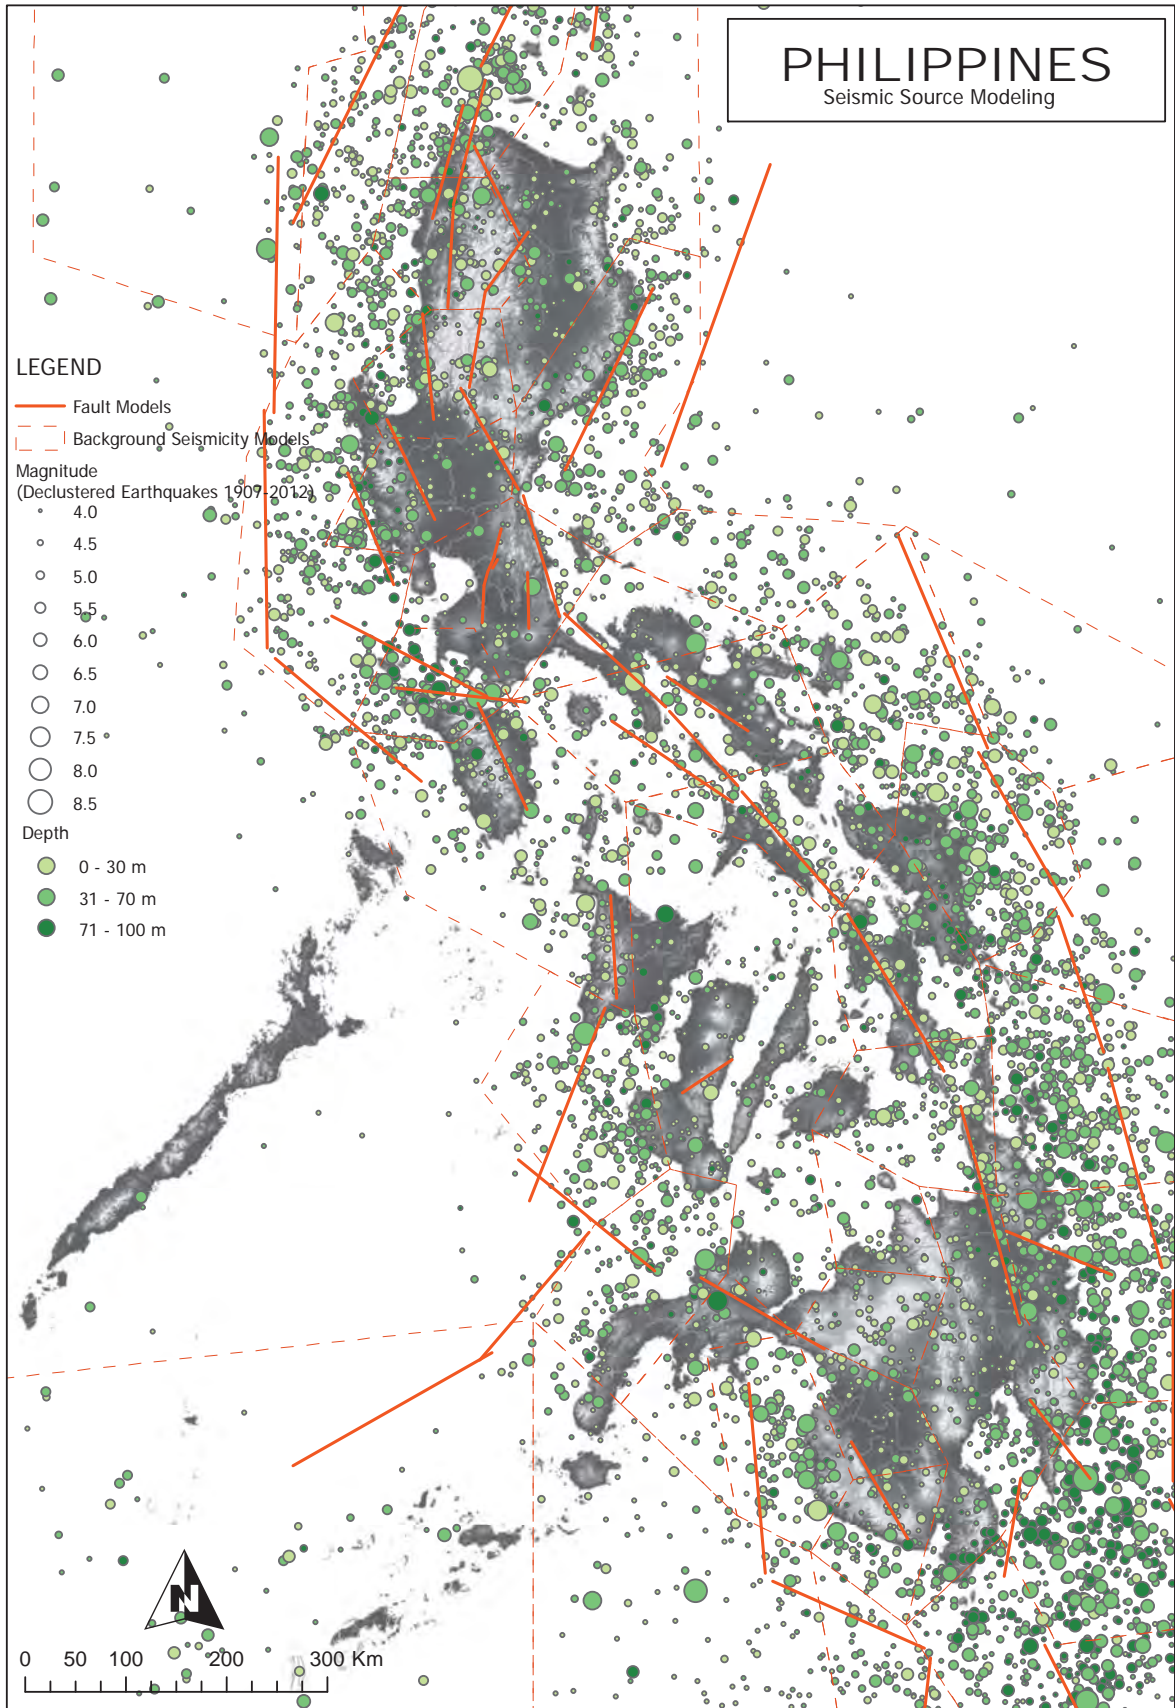 PHILIPPINES
Seismic Source Modeling
LEGEND
Fault Models
Background Seismicity Models
Magnitude
(Declustered Earthquakes 1907-2012)
4.0
4.5
5.0
5.5
6.0
6.5
7.0
7.5
8.0
8.5
Depth
0 - 30 m
31 - 70 m
71 - 100 m
N
0 50 100 200 300 Km